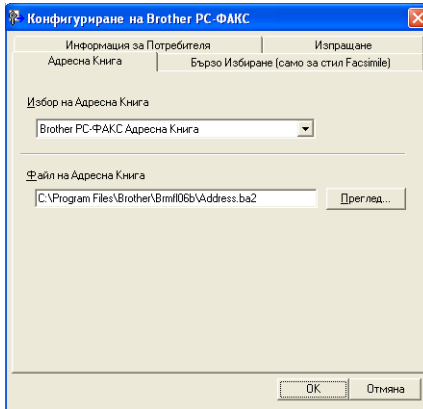 Конфигуриране на Brother PC-ФАКС
Информация за Потребителя
Изпращане
Адресна Книга
Бързо Избиране (само за стил Facsimile)
Избор на Адресна Книга
Brother PC-ФАКС Адресна Книга
Файл на Адресна Книга
C:\Program Files\Brother\Brmfl06b\Address.ba2
Преглед...
OK
Отмяна